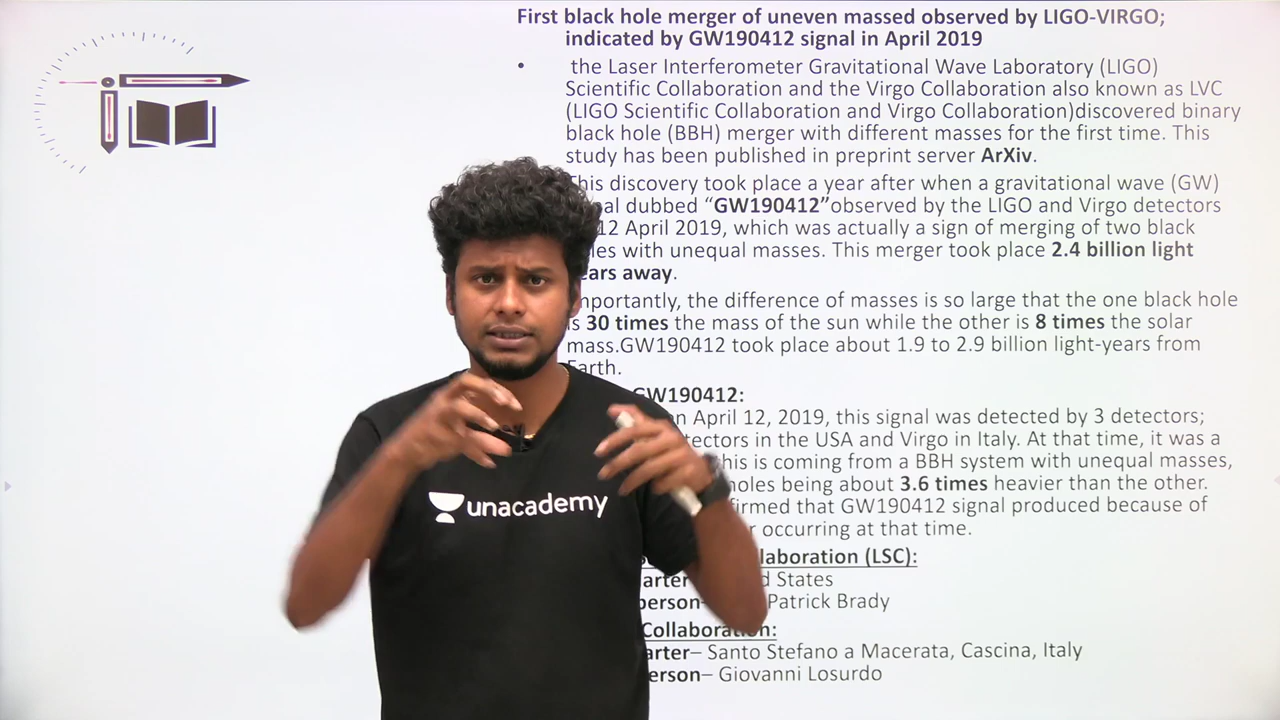 First black hole merger of uneven massed observed by LIGO-VIRGO;
indicated by GW190412 signal in April 2019
• the Laser Interferometer Gravitational Wave Laboratory (LIGO)
Scientific Collaboration and the Virgo Collaboration also known as LVC
(LIGO Scientific Collaboration and Virgo Collaboration)discovered binary
black hole (BBH) merger with different masses for the first time. This
study has been published in preprint server ArXiv.
This discovery took place a year after when a gravitational wave (GW)
dubbed “GW190412”observed by the LIGO and Virgo detectors
12 April 2019, which was actually a sign of merging of two black
with unequal masses. This merger took place 2.4 billion light
away.
the difference of masses is so large that the one black hole
is 30 times the mass of the sun while the other is 8 times the solar
mass.GW190412 took place about 1.9 to 2.9 billion light-years from
Earth.
GW190412:
on April 12, 2019, this signal was detected by 3 detectors;
in the USA and Virgo in Italy. At that time, it was a
this is coming from a BBH system with unequal masses,
holes being about 3.6 times heavier than the other.
that GW190412 signal produced because of
occurring at that time.
(LSC):
States
Patrick Brady
Collaboration:
– Santo Stefano a Macerata, Cascina, Italy
– Giovanni Losurdo
unacademy